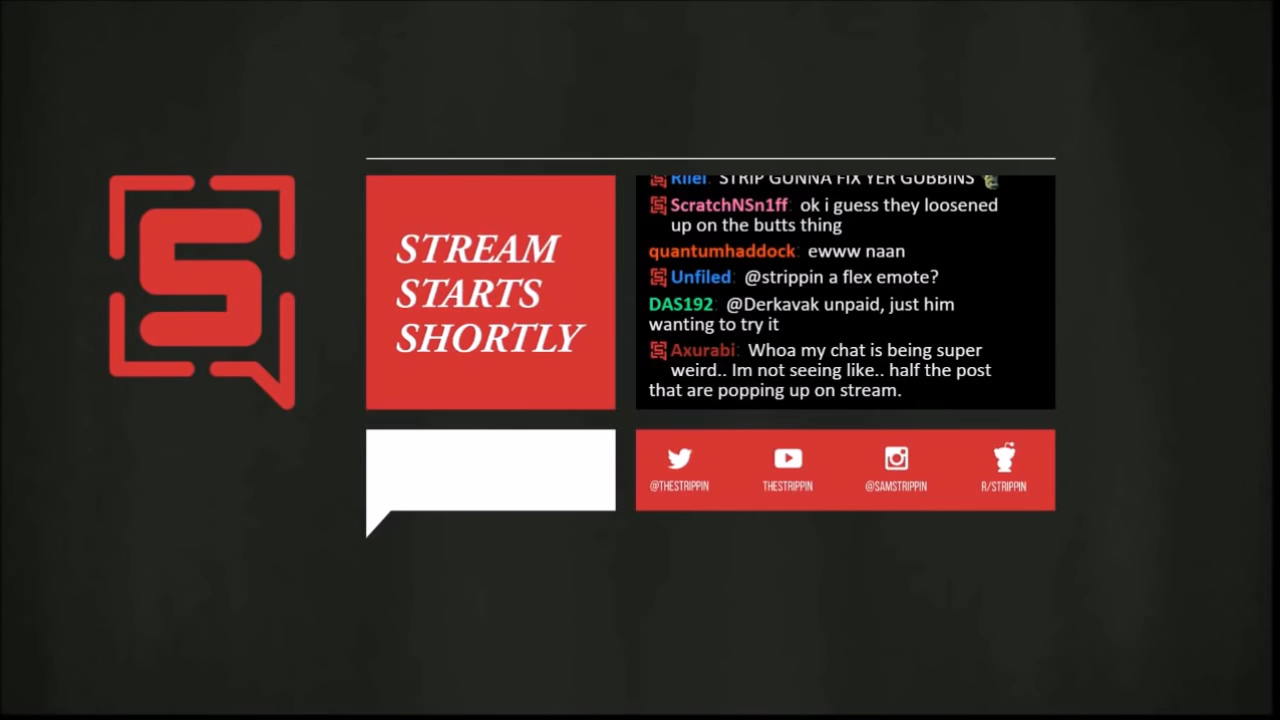 STREAM
STARTS
SHORTLY
Rilei: STRIP GUNNA FIX YER GUBBINS
ScratchNSn1ff: ok i guess they loosened
up on the butts thing
quantumhaddock: ewww naan
Unfiled: @strippin a flex emote?
DAS192: @Derkavak unpaid, just him
wanting to try it
Axurabi: Whoa my chat is being super
weird.. Im not seeing like.. half the post
that are popping up on stream.
@THESTRIPPIN
THESTRIPPIN
@SAMSTRIPPIN
R/STRIPPIN